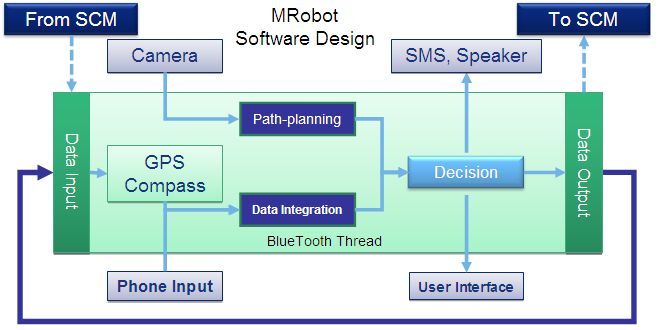 From SCM
MRobot
Software Design
To SCM
Camera
SMS, Speaker
Data Input
Path-planning
GPS
Compass
Decision
Data Output
Data Integration
BlueTooth Thread
Phone Input
User Interface